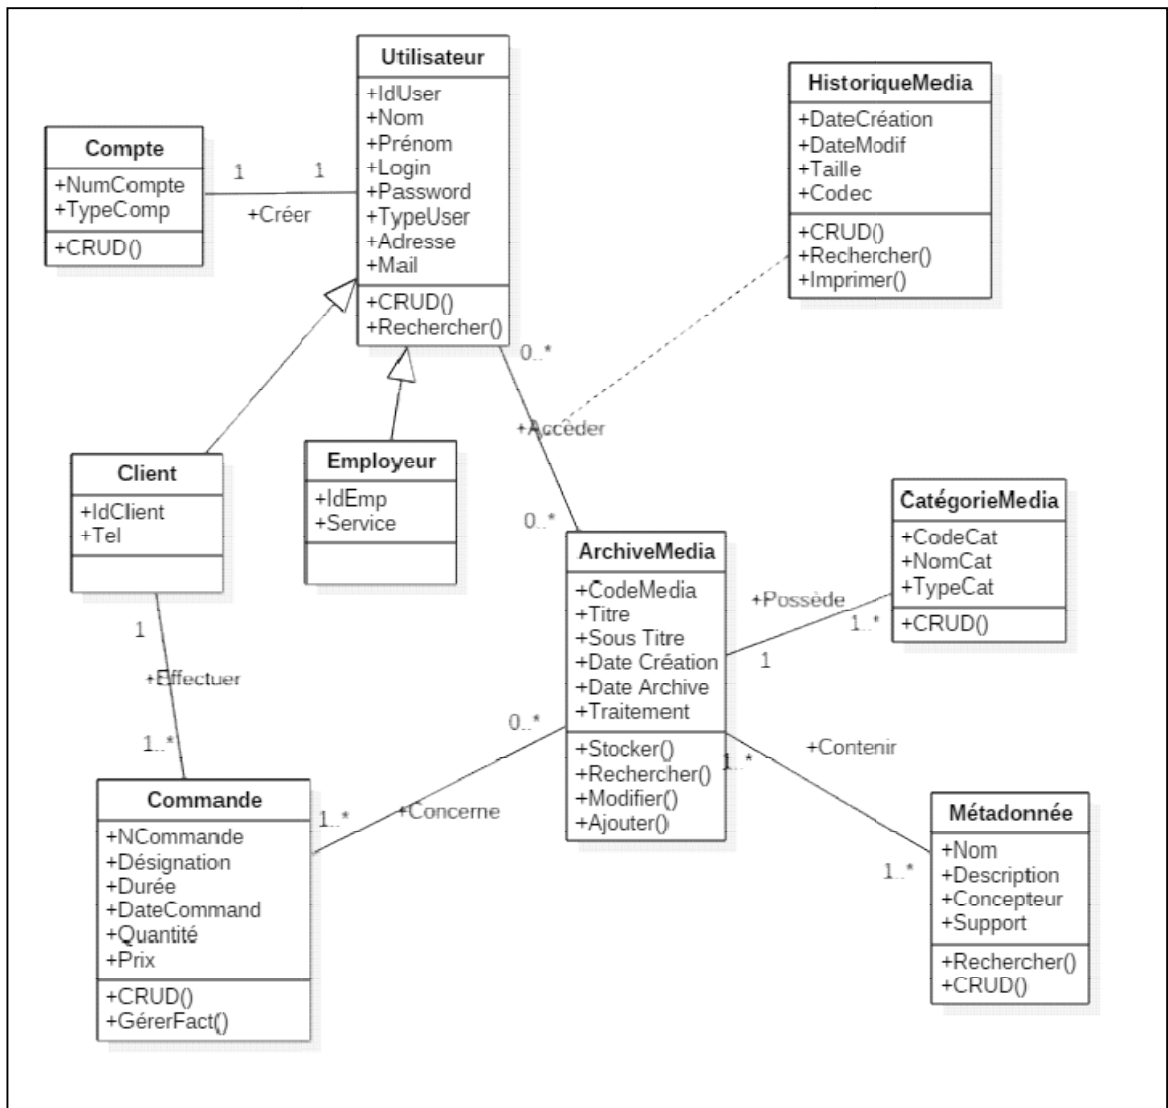 Utilisateur
+IdUser
+Nom
+Prénom
+Login
+Password
+TypeUser
+Adresse
+Mail
+CRUD()
+Rechercher()
HistoriqueMedia
+DateCréation
+DateModif
+Taille
+Codec
+CRUD()
+Rechercher()
+Imprimer()
Compte
+NumCompte
+TypeComp
+CRUD()
1
1
+Créer
0..*
+Accéder
0..*
Client
+IdClient
+Tel
Employeur
+IdEmp
+Service
CatégorieMedia
+CodeCat
+NomCat
+TypeCat
+CRUD()
ArchiveMedia
+CodeMedia
+Titre
+Sous Titre
+Date Création
+Date Archive
+Traitement
+Stocker()
+Rechercher()
+Modifier()
+Ajouter()
+Possède
1..*
1
1
+Effectuer
1..*
0..*
+Concerne
1..*
+Contenir
1..*
1..*
Commande
+NCommande
+Désignation
+Durée
+DateCommand
+Quantité
+Prix
+CRUD()
+GérerFact()
Métadonnée
+Nom
+Description
+Concepteur
+Support
+Rechercher()
+CRUD()